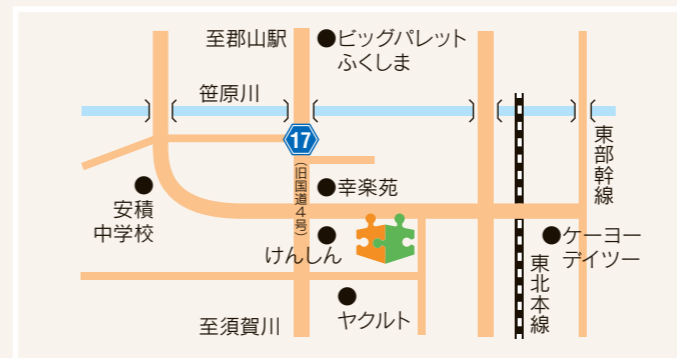 至郡山駅
ビッグパレット
ふくしま
笹原川
17
(旧国道4号)
東部幹線
幸楽苑
安積
中学校
けんしん
ケーヨー
デイツー
東北本線
ヤクルト
至須賀川